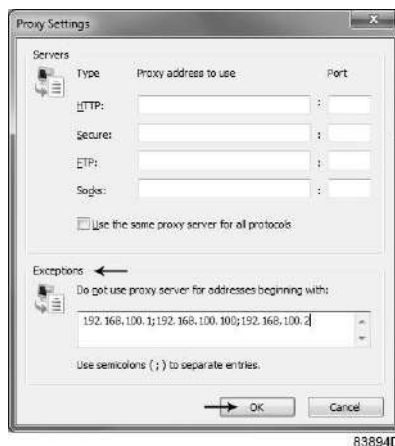 Proxy Settings
X
Servers
Type Proxy address to use Port
HTTP: :
Secure: :
FTP: :
Socks: :
Use the same proxy server for all protocols
Exceptions
Do not use proxy server for addresses beginning with:
192.168.100.1;192.168.100.100;192.168.100.2
Use semicolons ( ; ) to separate entries.
OK Cancel
83894D